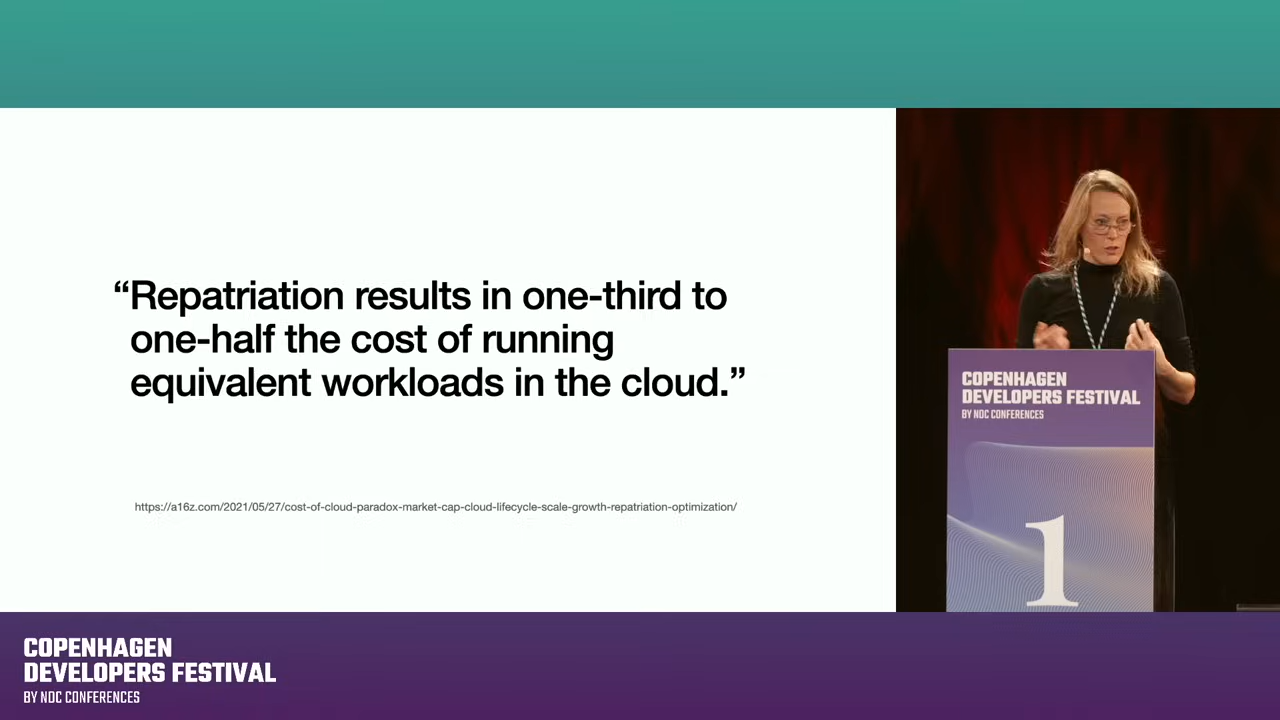 “Repatriation results in one-third to
one-half the cost of running
equivalent workloads in the cloud.”
https://a16z.com/2021/05/27/cost-of-cloud-paradox-market-cap-cloud-lifecycle-scale-growth-repatriation-optimization/
COPENHAGEN
DEVELOPERS FESTIVAL
BY NDC CONFERENCES
1
COPENHAGEN
DEVELOPERS FESTIVAL
BY NDC CONFERENCES